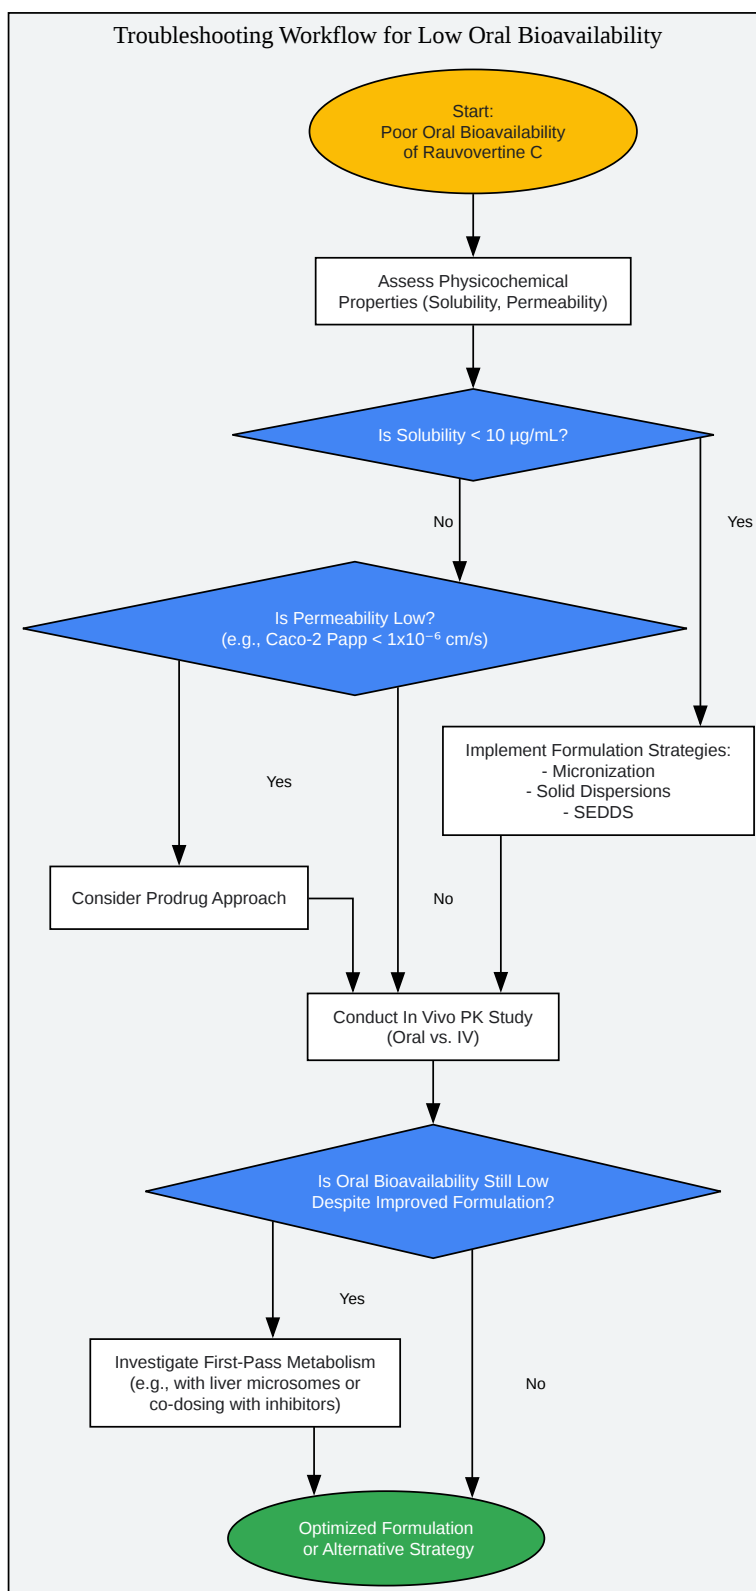 Troubleshooting Workflow for Low Oral Bioavailability
Start:
Poor Oral Bioavailability
of Rauvovertine C
Assess Physicochemical
Properties (Solubility, Permeability)
Is Solubility < 10 µg/mL?
No
Yes
Is Permeability Low?
(e.g., Caco-2 Papp < 1x10⁻⁶ cm/s)
Implement Formulation Strategies:
- Micronization
- Solid Dispersions
- SEDDS
Yes
Consider Prodrug Approach
No
Conduct In Vivo PK Study
(Oral vs. IV)
Is Oral Bioavailability Still Low
Despite Improved Formulation?
Yes
Investigate First-Pass Metabolism
(e.g., with liver microsomes or
co-dosing with inhibitors)
No
Optimized Formulation
or Alternative Strategy